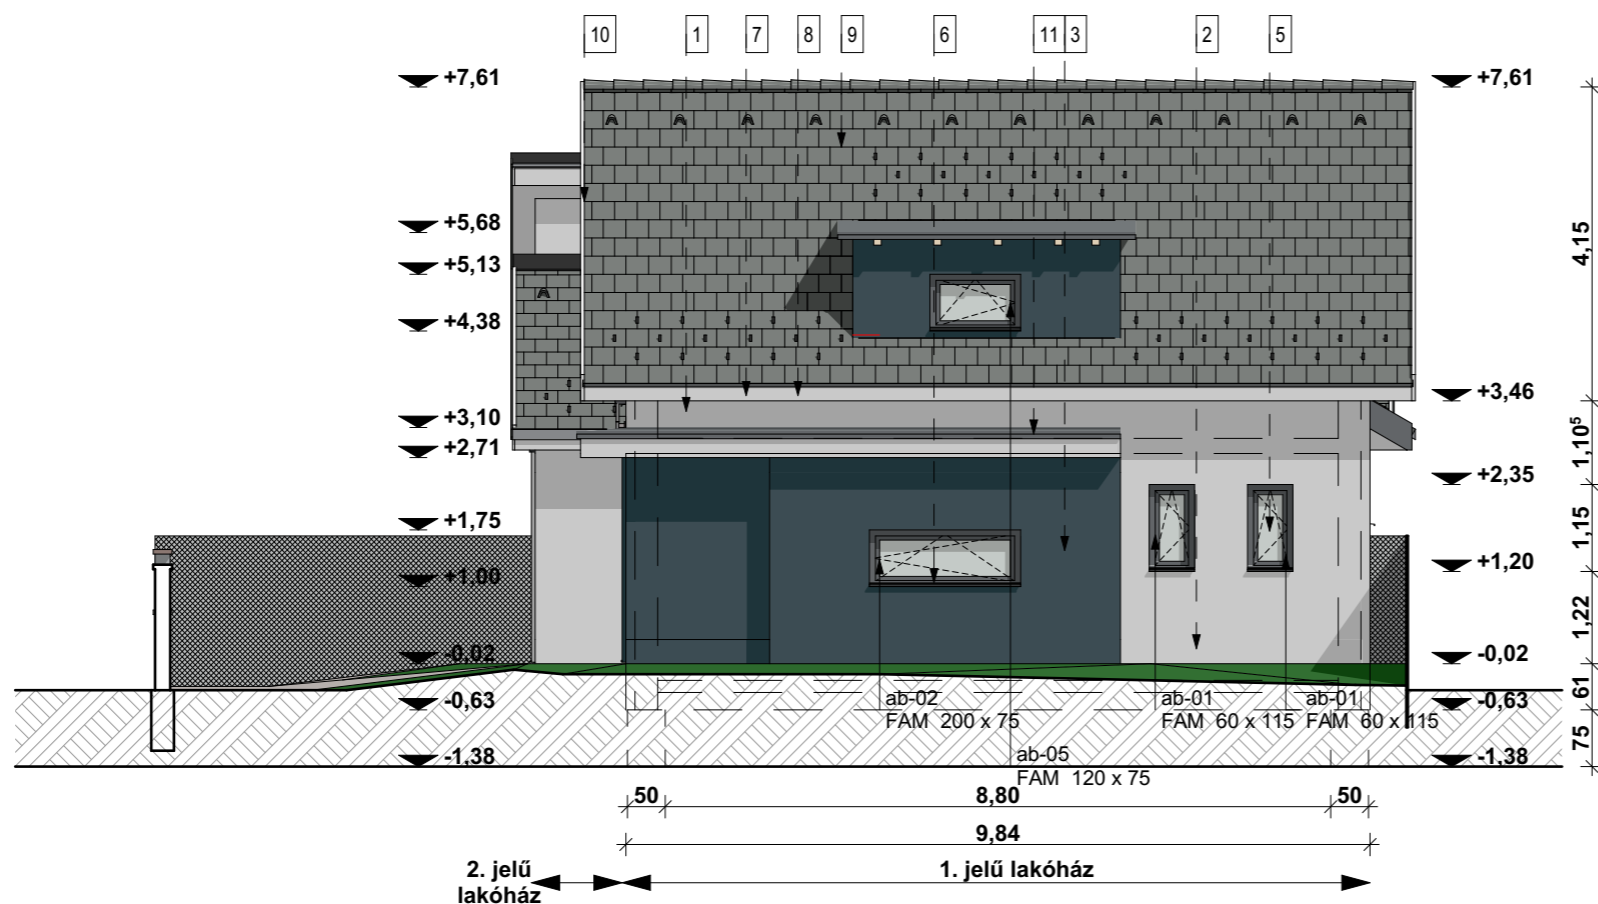 10 1 7 8 9 6 11 3 2 5
+7,61 +7,61
+5,68
+5,13
+4,38
4,15
+3,46
+3,10
+2,71
1,10⁵
+2,35
+1,75
1,15
+1,20
+1,00
1,22
-0,02 -0,02
61
-0,63 -0,63
ab-02 ab-01 ab-01
FAM 200 x 75 FAM 60 x 115 FAM 60 x 115
75
-1,38 -1,38
ab-05
FAM 120 x 75
50 8,80 50
9,84
2. jelű
lakóház
1. jelű lakóház